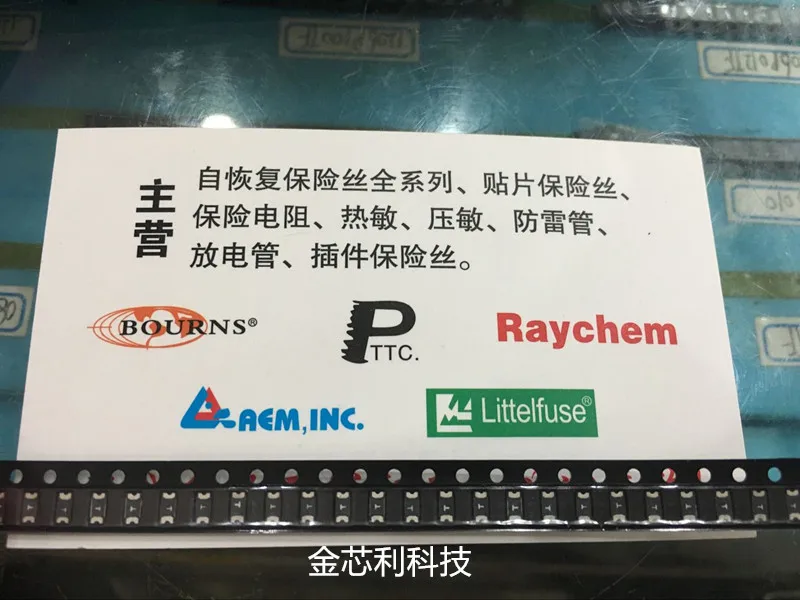 主营
自恢复保险丝全系列、贴片保险丝、
保险电阻、热敏、压敏、防雷管、
放电管、插件保险丝。
BOURNS®
P
TTC.
Raychem
AEM,INC.
Littelfuse®
金芯利科技